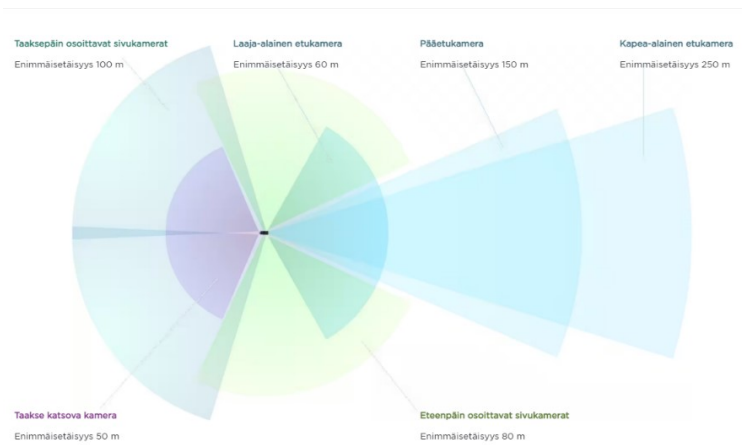 Taaksepäin osoittavat sivukamerat
Enimmäisetäisyys 100 m
Laaja-alainen etukamera
Enimmäisetäisyys 60 m
Pääetukamera
Enimmäisetäisyys 150 m
Kapea-alainen etukamera
Enimmäisetäisyys 250 m
Taakse katsova kamera
Enimmäisetäisyys 50 m
Eteenpäin osoittavat sivukamerat
Enimmäisetäisyys 80 m